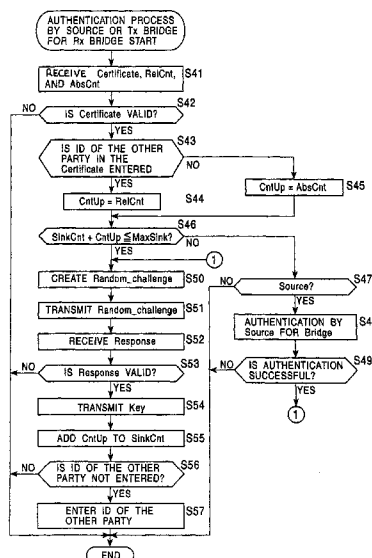 AUTHENTICATION PROCESS
BY SOURCE OR Tx BRIDGE
FOR Rx BRIDGE START
RECEIVE Certificate, RelCnt,
AND AbsCnt
S41
IS Certificate VALID?
S42
NO
YES
IS ID OF THE OTHER
PARTY IN THE
Certificate ENTERED
S43
NO
YES
CntUp = RelCnt
S44
CntUp = AbsCnt
S45
SinkCnt + CntUp ≦ MaxSink?
S46
NO
YES
1
CREATE Random_challenge
S50
Source?
S47
NO
YES
TRANSMIT Random_challenge
S51
AUTHENTICATION BY
Source FOR Bridge
S4
RECEIVE Response
S52
IS AUTHENTICATION
SUCCESSFUL?
S49
NO
YES
1
IS Response VALID?
S53
NO
YES
TRANSMIT Key
S54
ADD CntUp TO SinkCnt
S55
IS ID OF THE OTHER
PARTY NOT ENTERED?
S56
NO
YES
ENTER ID OF THE
OTHER PARTY
S57
END